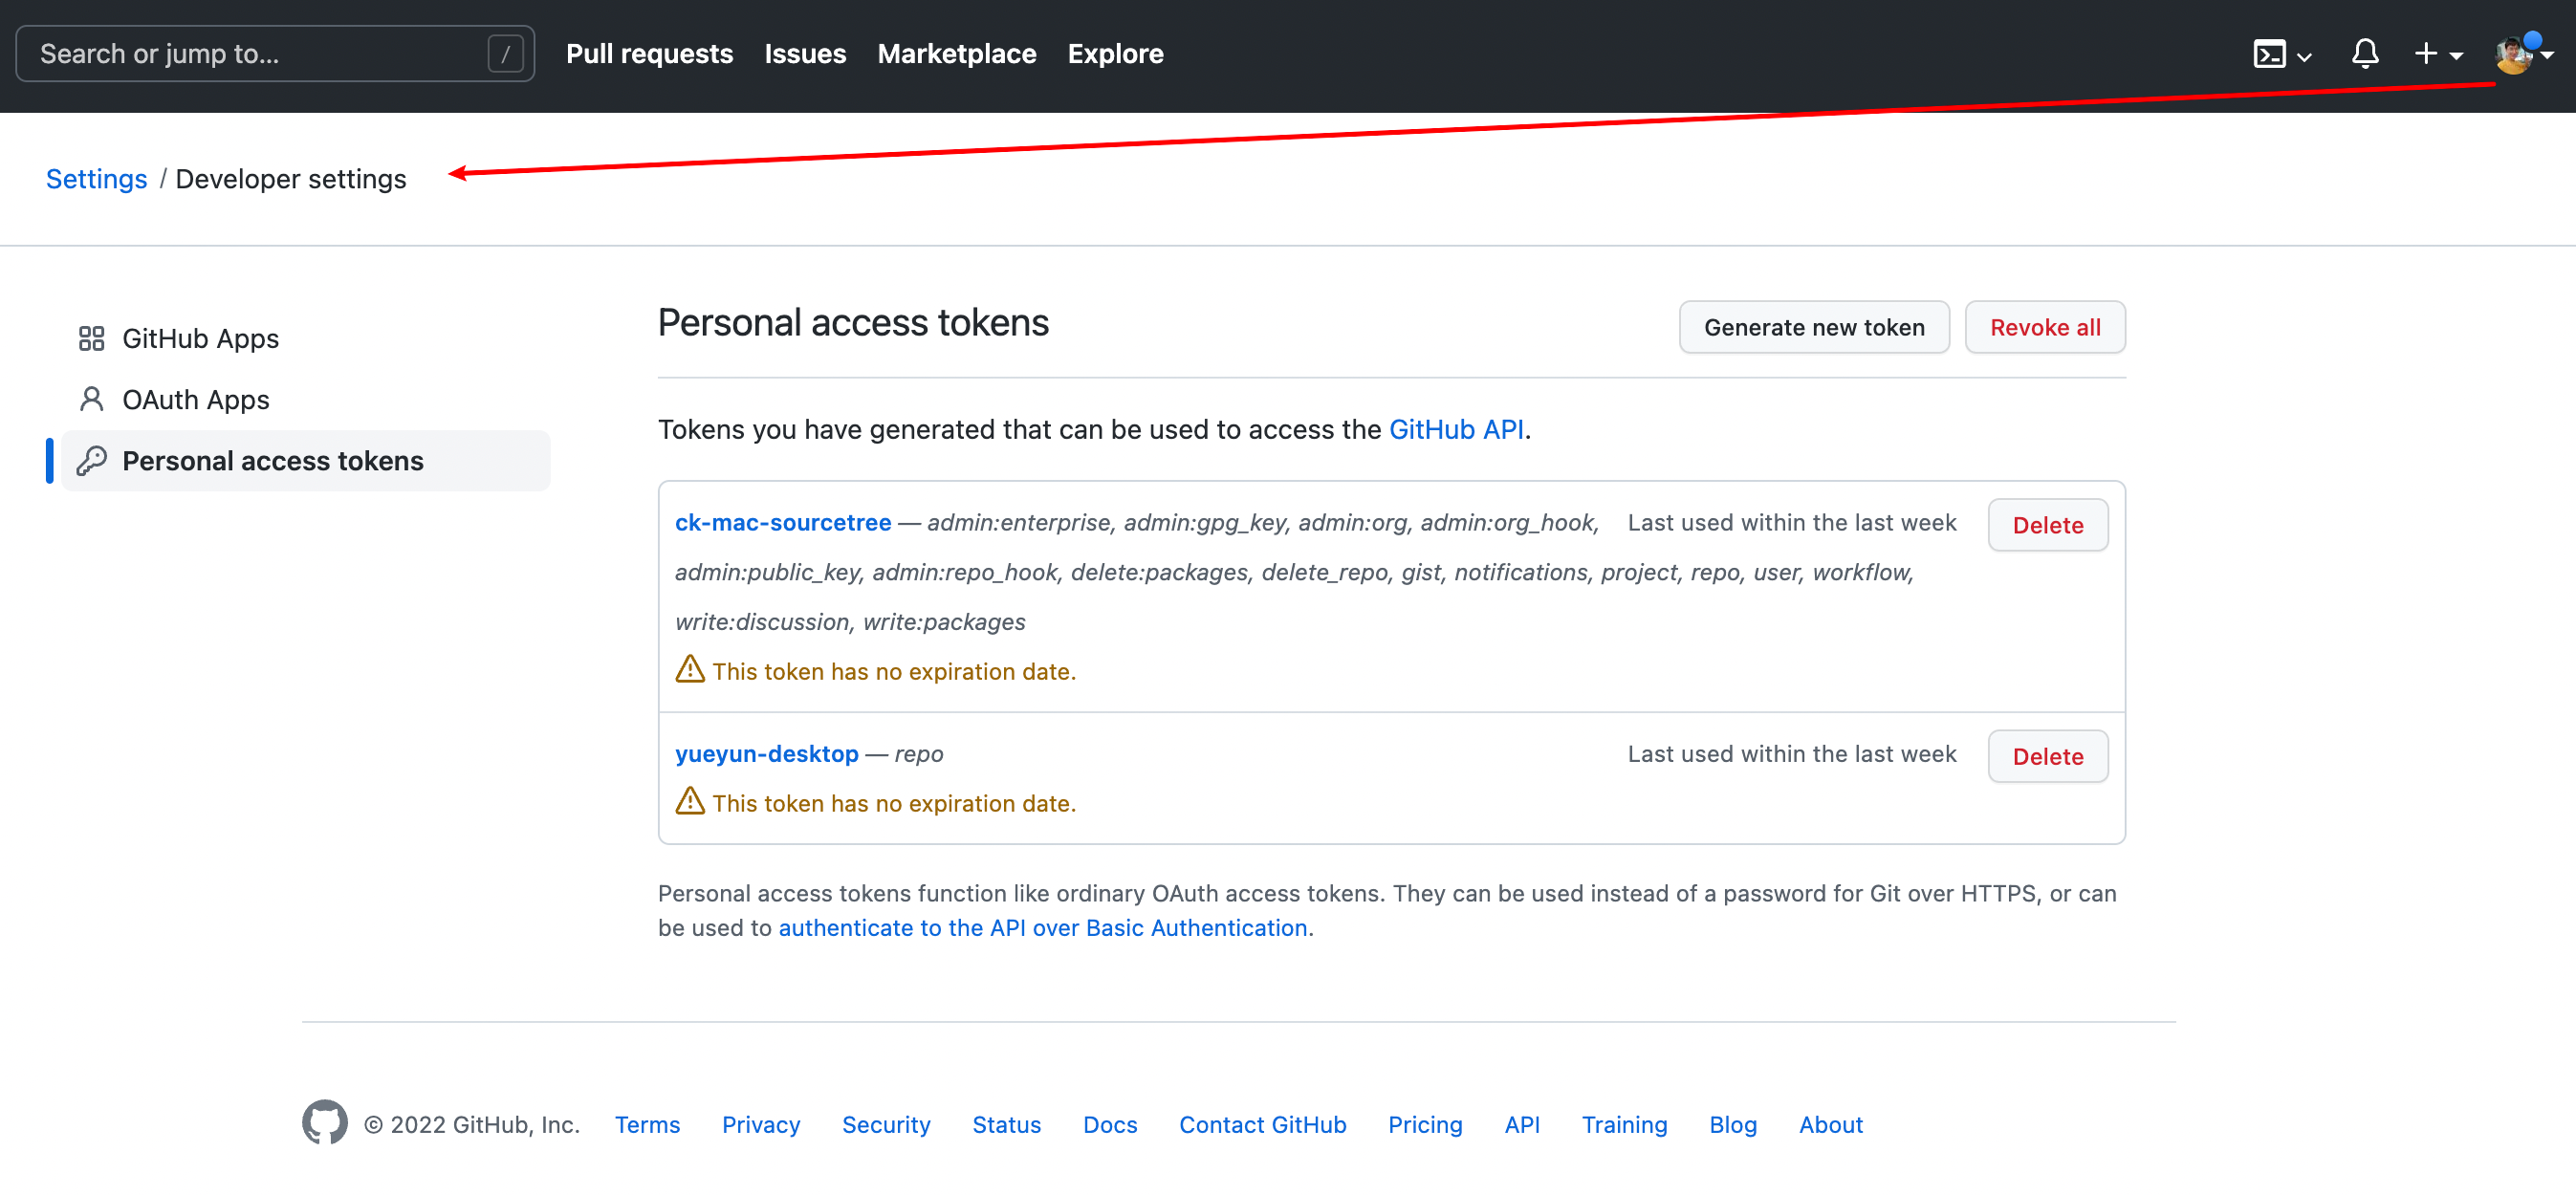 Search or jump to... /
Pull requests Issues Marketplace Explore
Settings / Developer settings
GitHub Apps
OAuth Apps
Personal access tokens
Personal access tokens
Generate new token Revoke all
Tokens you have generated that can be used to access the GitHub API.
ck-mac-sourcetree — admin:enterprise, admin:gpg_key, admin:org, admin:org_hook, Last used within the last week Delete
admin:public_key, admin:repo_hook, delete:packages, delete_repo, gist, notifications, project, repo, user, workflow,
write:discussion, write:packages
This token has no expiration date.
yueyun-desktop — repo Last used within the last week Delete
This token has no expiration date.
Personal access tokens function like ordinary OAuth access tokens. They can be used instead of a password for Git over HTTPS, or can
be used to authenticate to the API over Basic Authentication.
© 2022 GitHub, Inc. Terms Privacy Security Status Docs Contact GitHub Pricing API Training Blog About